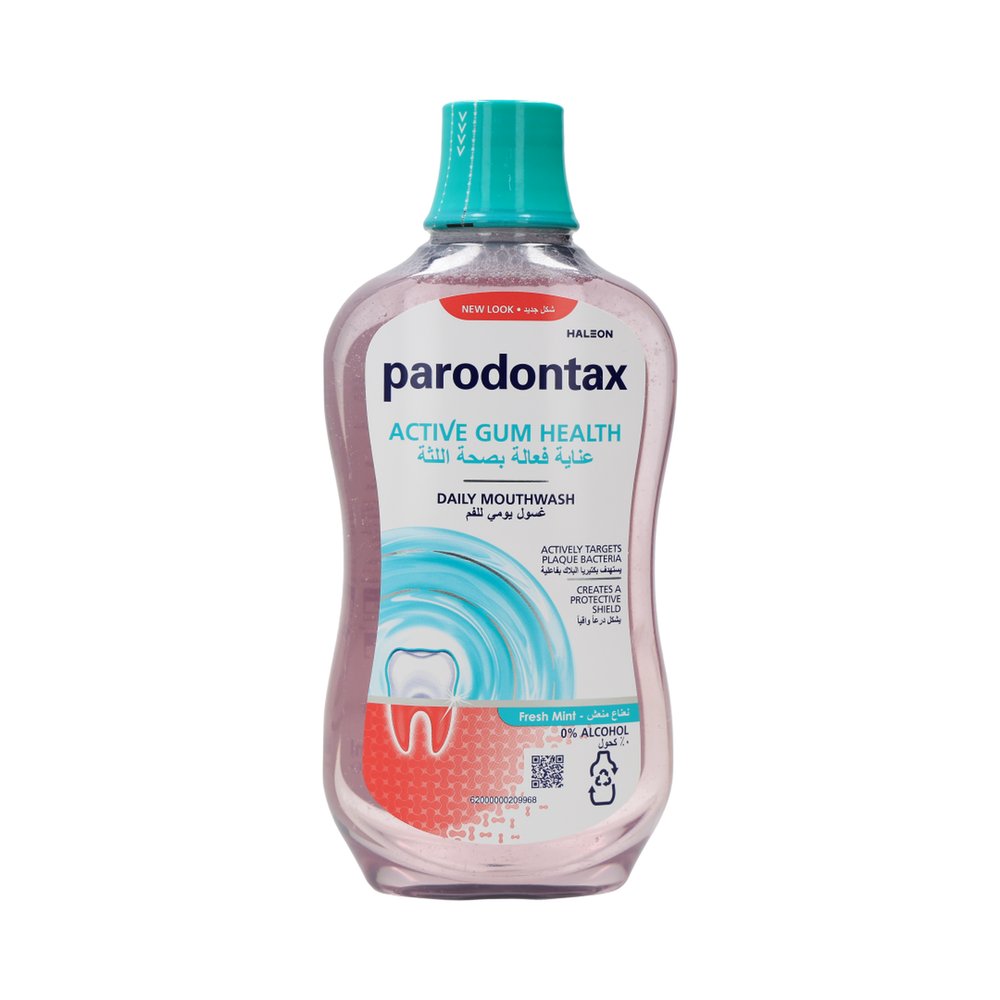 NEW LOOK • شكل جديد
HALEON
parodontax
ACTIVE GUM HEALTH
عناية فعالة بصحة اللثة
DAILY MOUTHWASH
غسول يومي للفم
ACTIVELY TARGETS
PLAQUE BACTERIA
يستهدف بكتيريا البلاك بفاعلية
CREATES A
PROTECTIVE
SHIELD
يشكل درعاً واقياً
Fresh Mint - نعناع منعش
0% ALCOHOL
٠٪ كحول
62000000209968